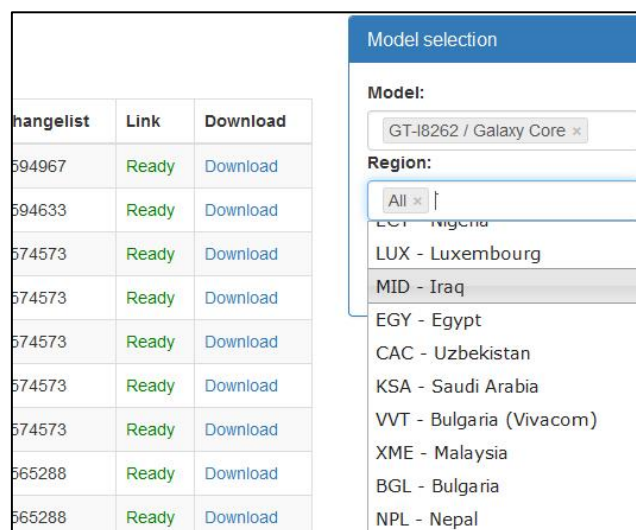 Model selection
hangelist Link Download
594967 Ready Download
594633 Ready Download
574573 Ready Download
574573 Ready Download
574573 Ready Download
574573 Ready Download
574573 Ready Download
565288 Ready Download
565288 Ready Download
Model:
GT-I8262 / Galaxy Core ×
Region:
All ×
ECT - Nigeria
LUX - Luxembourg
MID - Iraq
EGY - Egypt
CAC - Uzbekistan
KSA - Saudi Arabia
VVT - Bulgaria (Vivacom)
XME - Malaysia
BGL - Bulgaria
NPL - Nepal